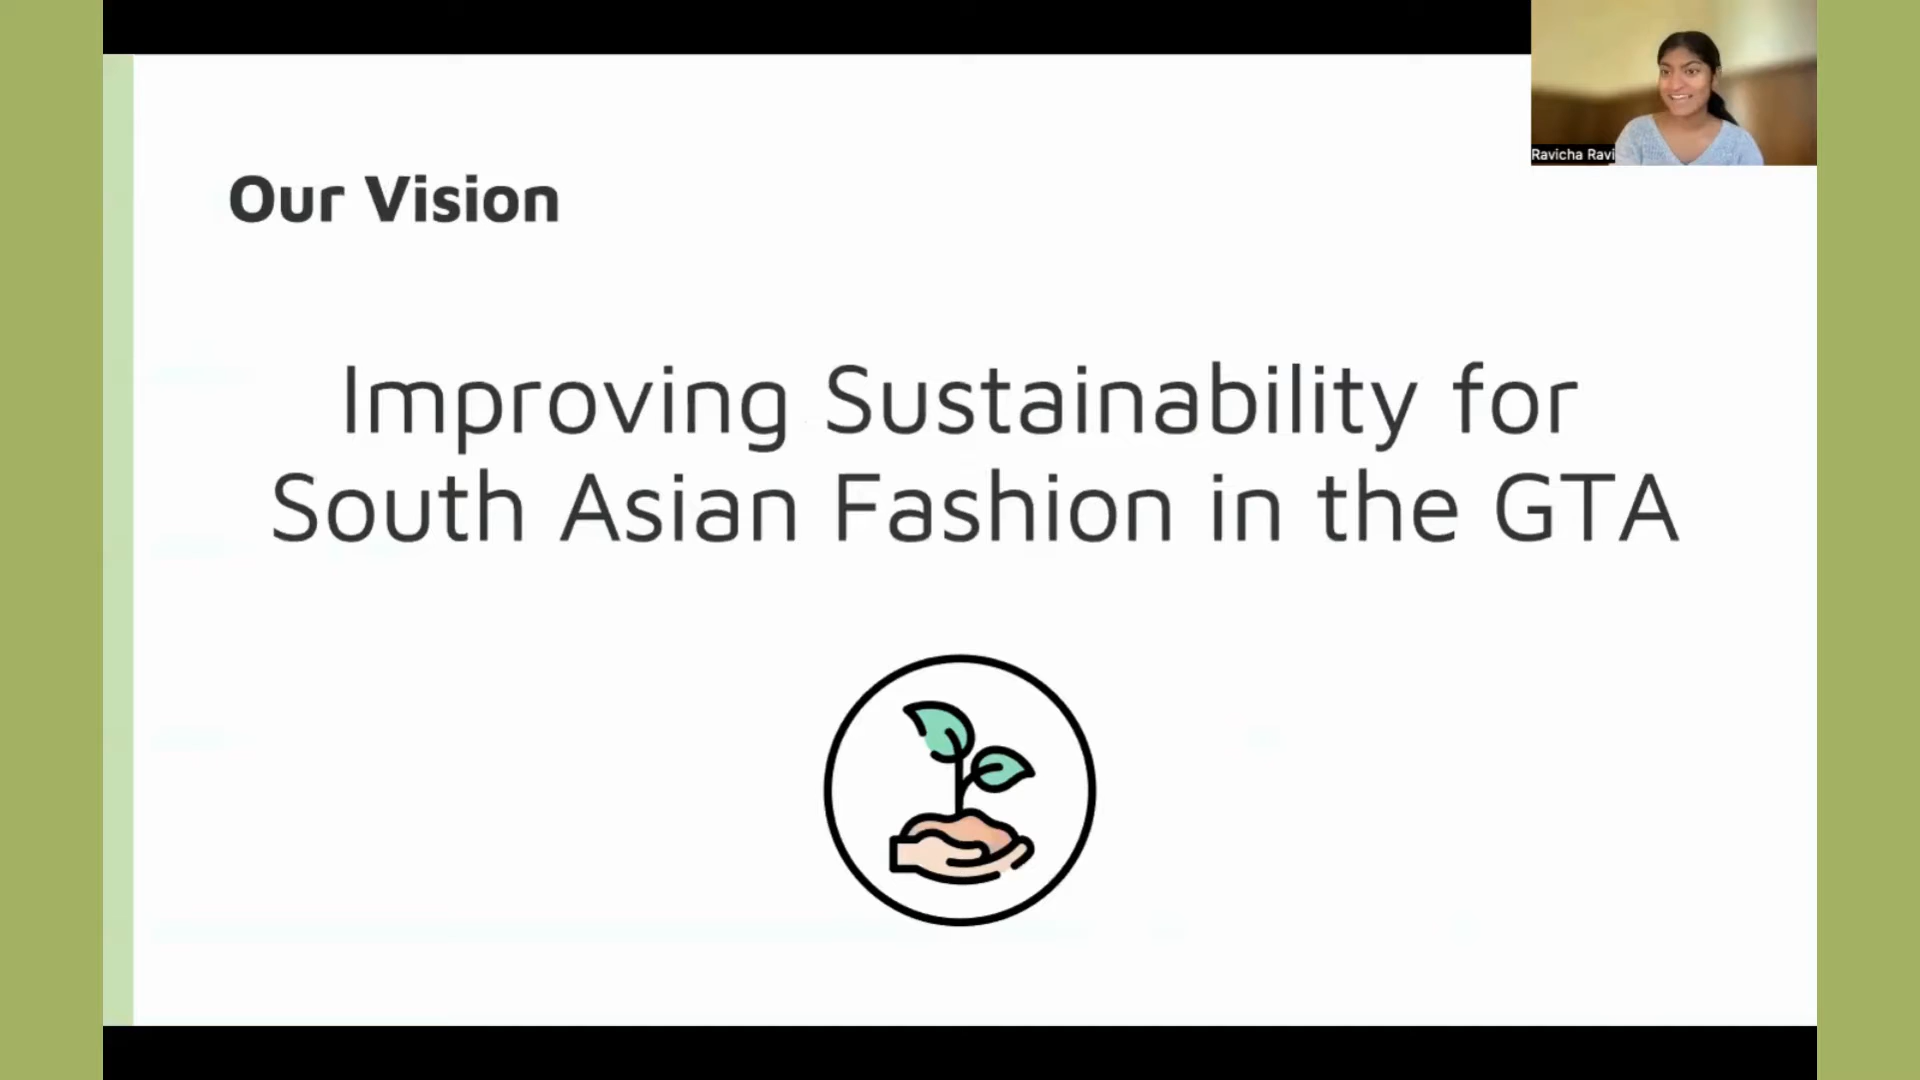 Ravicha Ravi
Our Vision
Improving Sustainability for
South Asian Fashion in the GTA